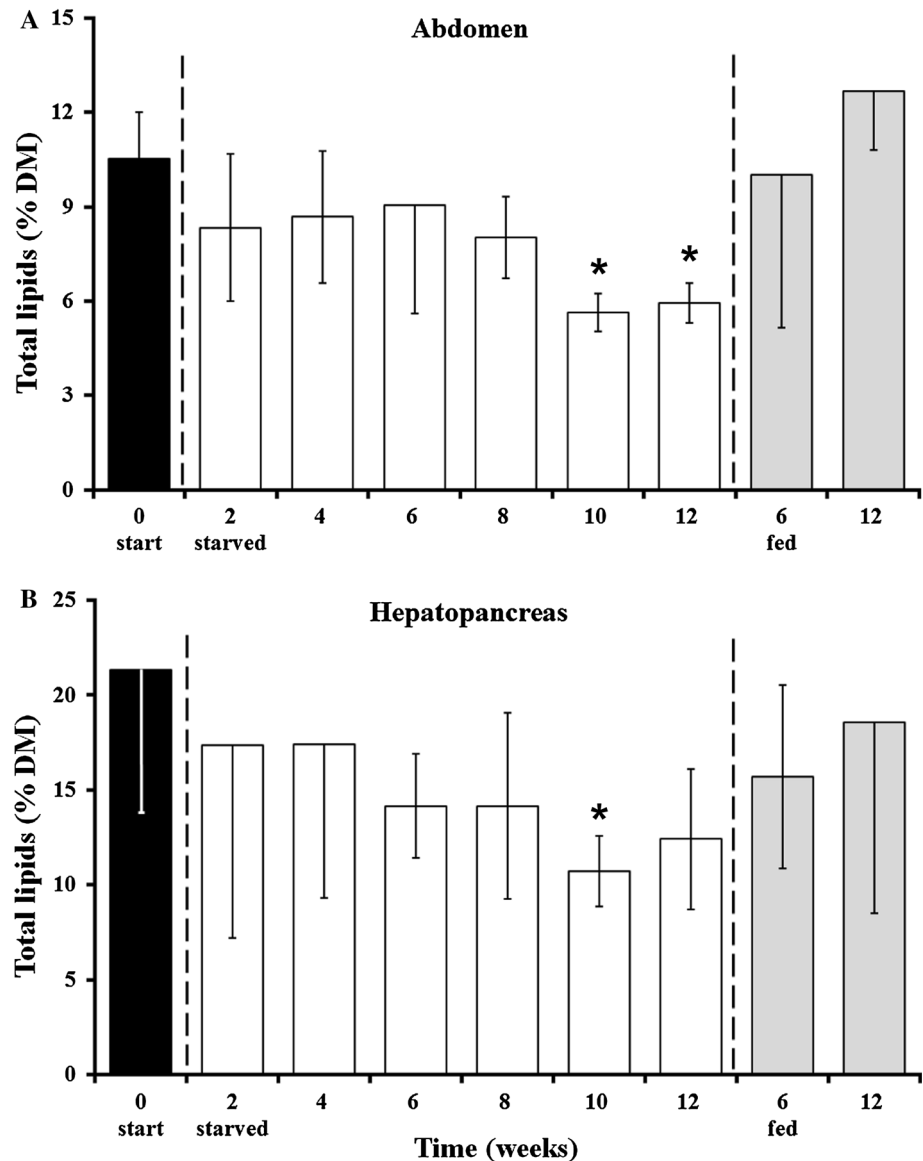 A
Abdomen
Total lipids (% DM)
15
12
9
6
3
0
* *
0 2 4 6 8 10 12 6 12
start starved fed
B
Hepatopancreas
Total lipids (% DM)
25
20
15
10
5
0
*
0 2 4 6 8 10 12 6 12
start starved fed
Time (weeks)